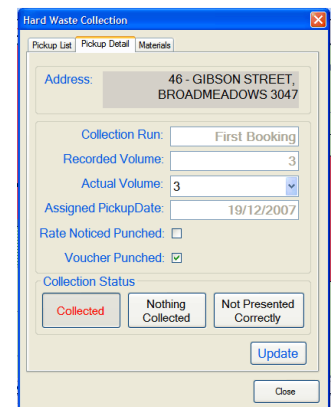 Hard Waste Collection
Pickup List Pickup Detail Materials
Address: 46 - GIBSON STREET,
BROADMEADOWS 3047
Collection Run: First Booking
Recorded Volume: 3
Actual Volume: 3
Assigned PickupDate: 19/12/2007
Rate Noticed Punched:
Voucher Punched:
Collection Status
Collected Nothing Collected Not Presented Correctly
Update
Close